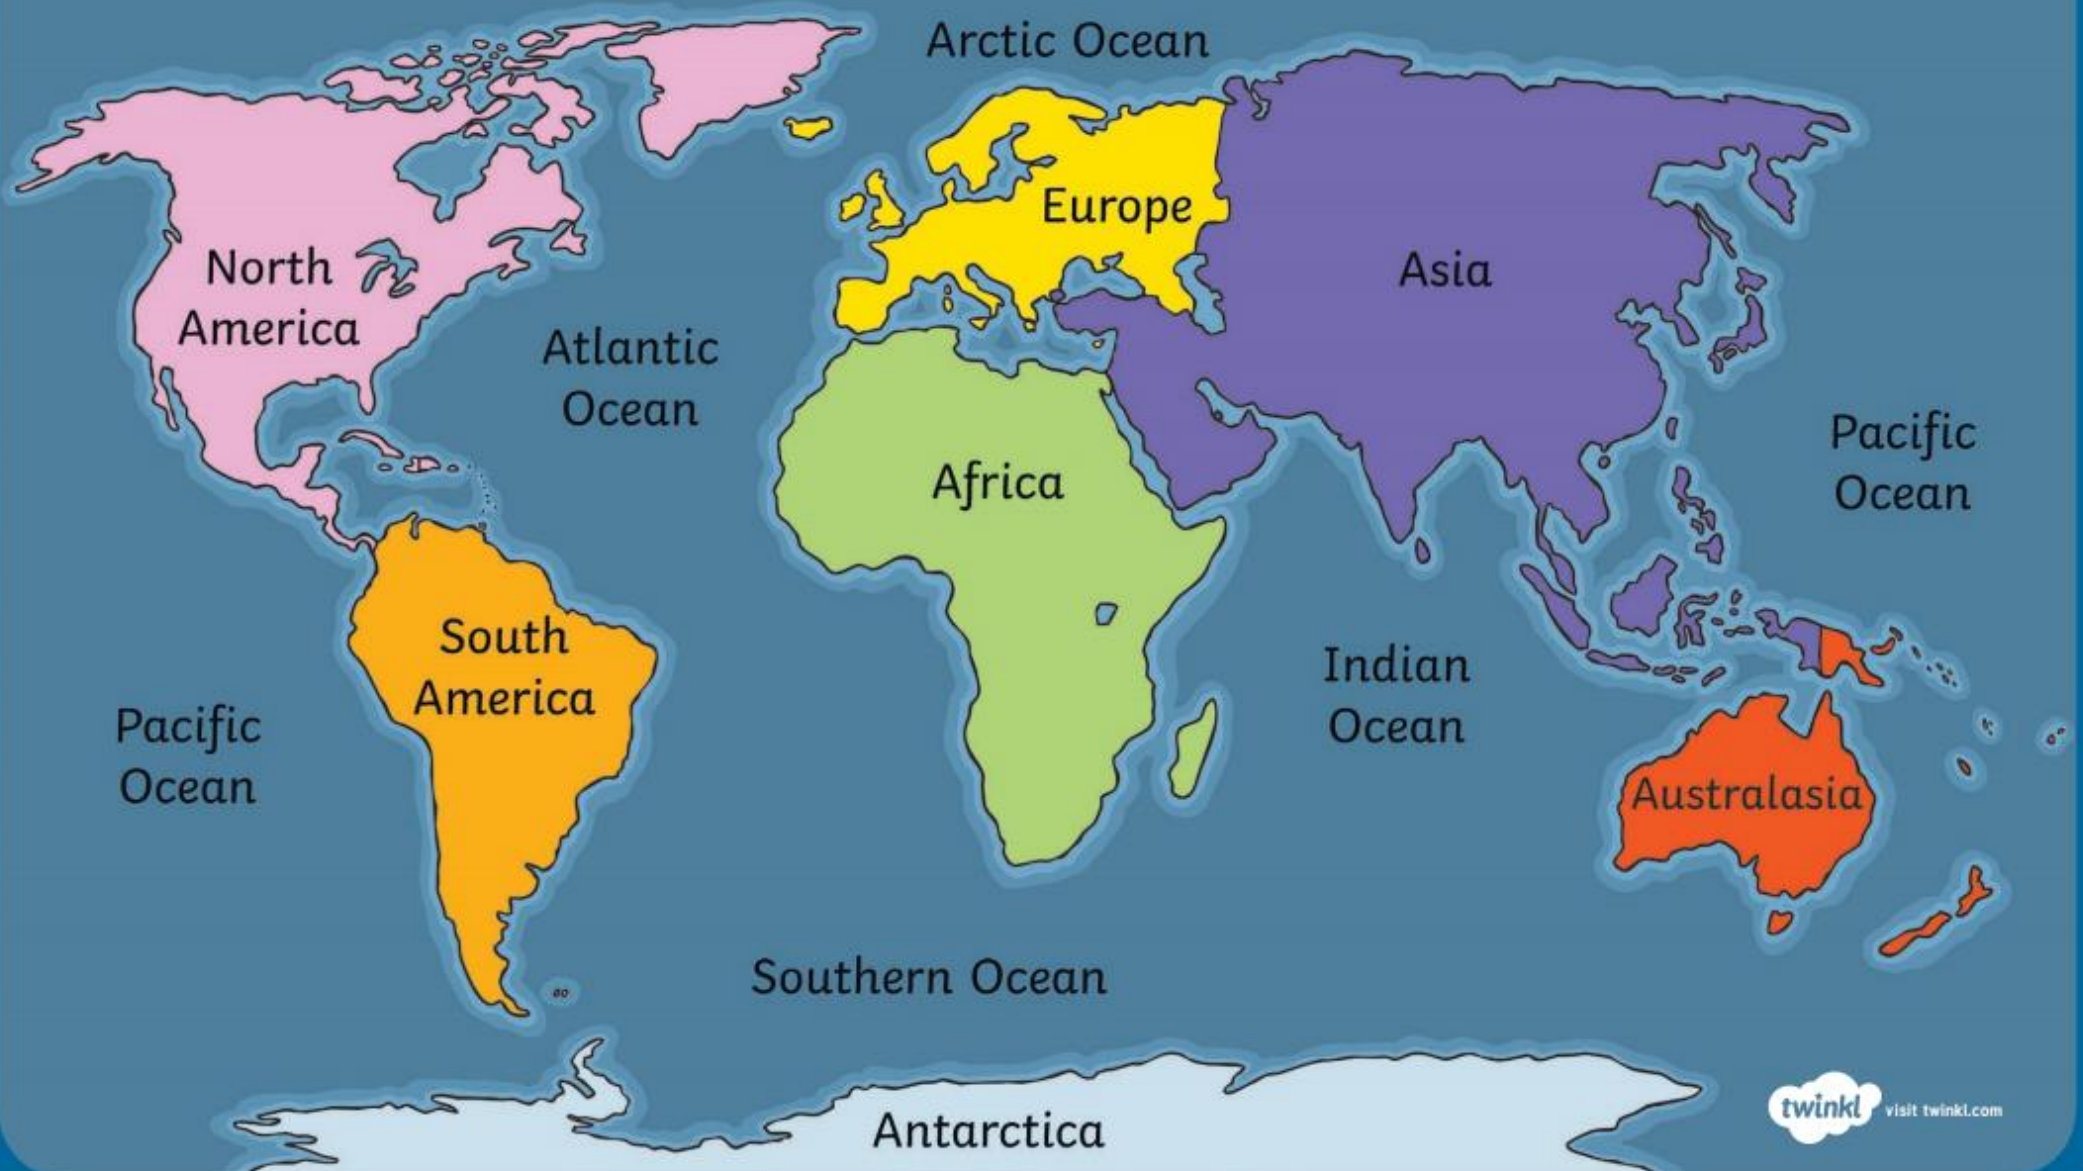 Arctic Ocean
Europe
North
America
Asia
Atlantic
Ocean
Africa
Pacific
Ocean
South
America
Indian
Ocean
Pacific
Ocean
Australasia
Southern Ocean
Antarctica
twinkl visit twinkl.com